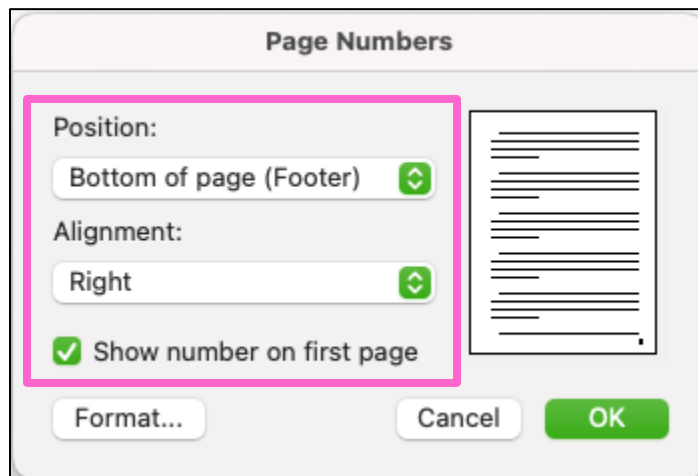 Page Numbers
Position:
Bottom of page (Footer)
Alignment:
Right
Show number on first page
Format...
Cancel
OK